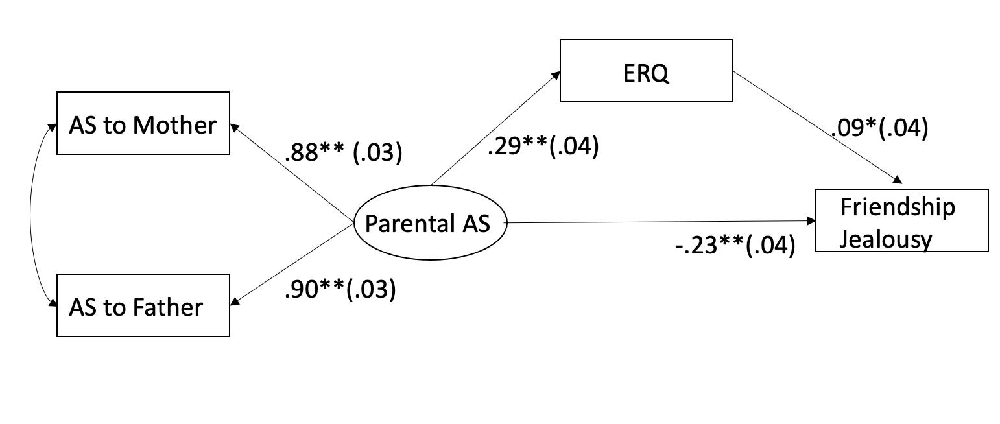 ERQ
AS to Mother
.88** (.03)
.29**(.04)
.09*(.04)
Parental AS
Friendship
Jealousy
-.23**(.04)
.90**(.03)
AS to Father